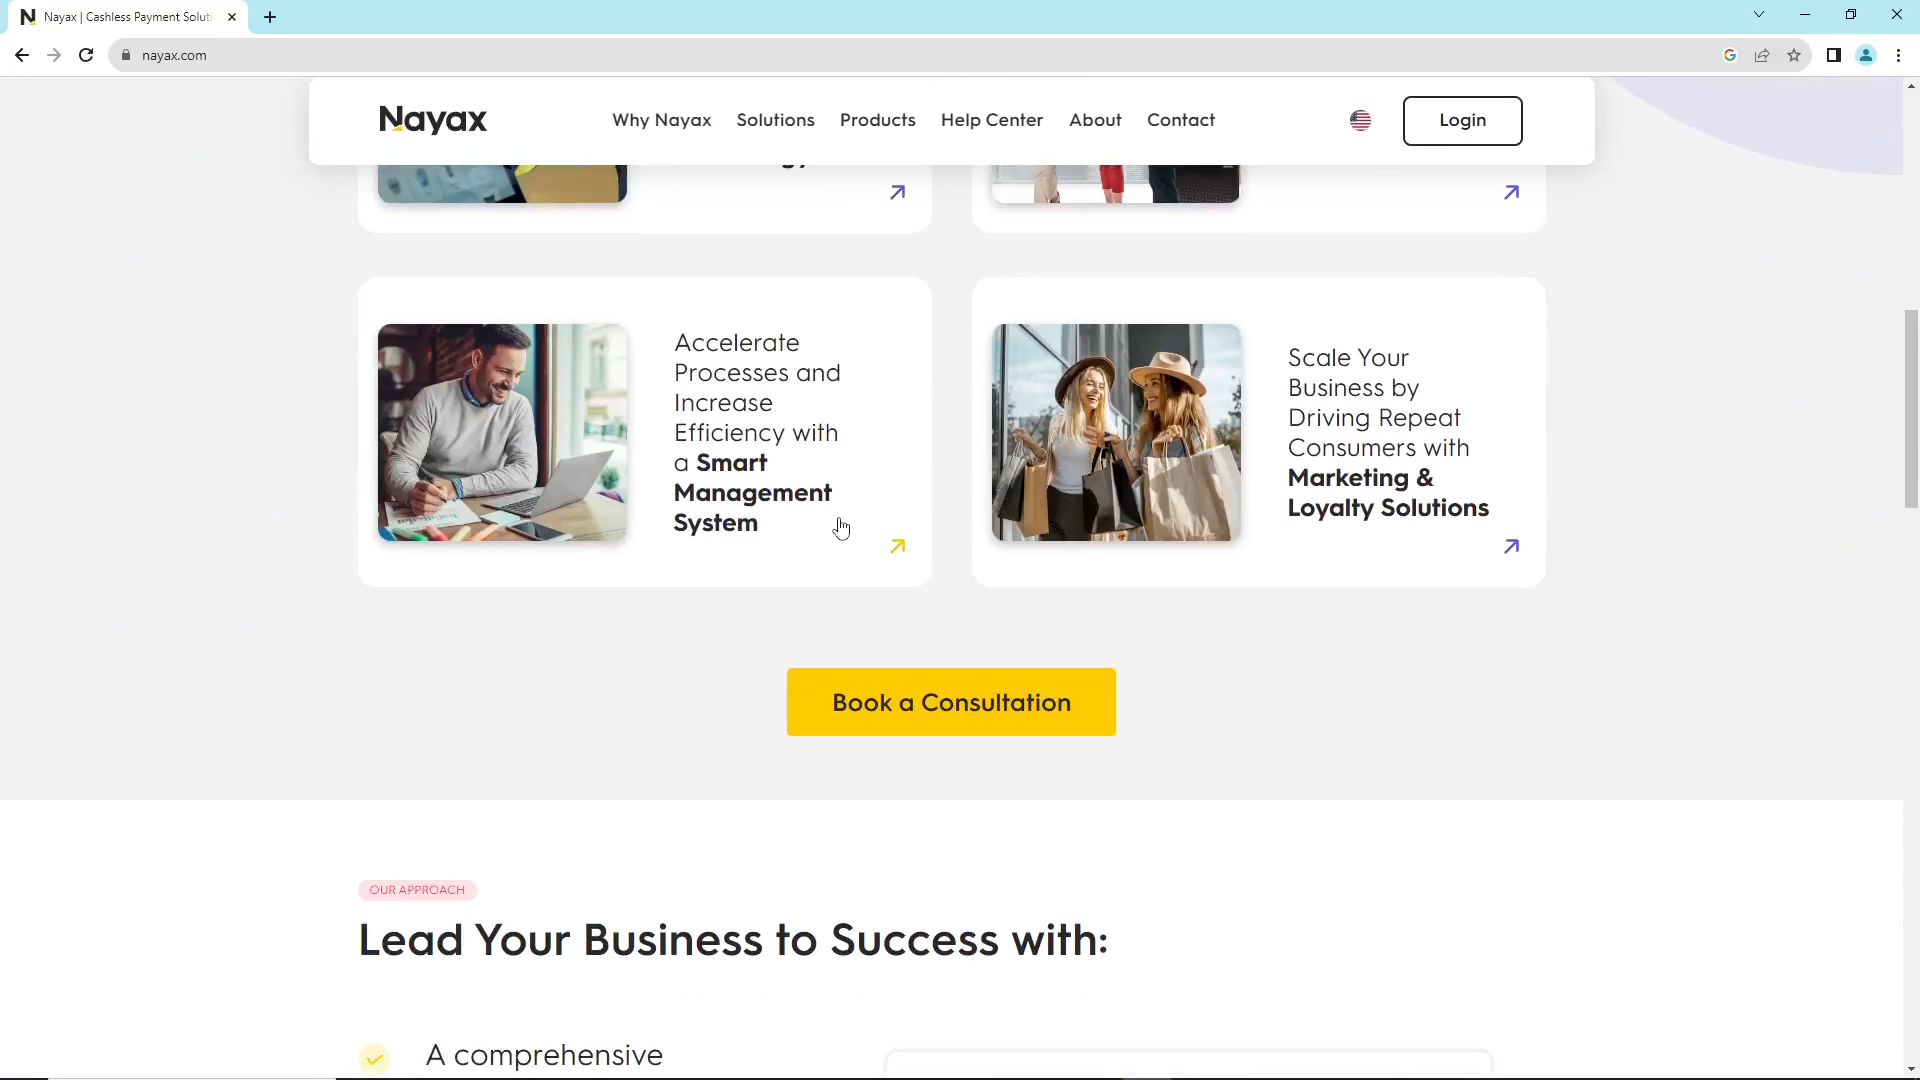 Nayax | Cashless Payment Soluti
nayax.com
Nayax
Why Nayax
Solutions
Products
Help Center
About
Contact
Login
Accelerate
Processes and
Increase
Efficiency with
a Smart
Management
System
Scale Your
Business by
Driving Repeat
Consumers with
Marketing &
Loyalty Solutions
Book a Consultation
OUR APPROACH
Lead Your Business to Success with:
A comprehensive